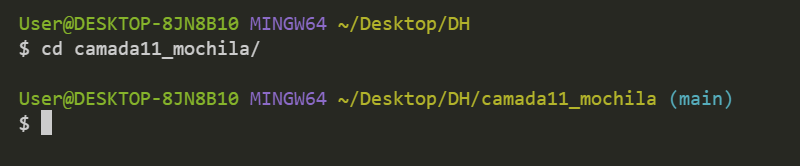 User@DESKTOP-8JN8B10 MINGW64 ~/Desktop/DH
$ cd camada11_mochila/
User@DESKTOP-8JN8B10 MINGW64 ~/Desktop/DH/camada11_mochila (main)
$